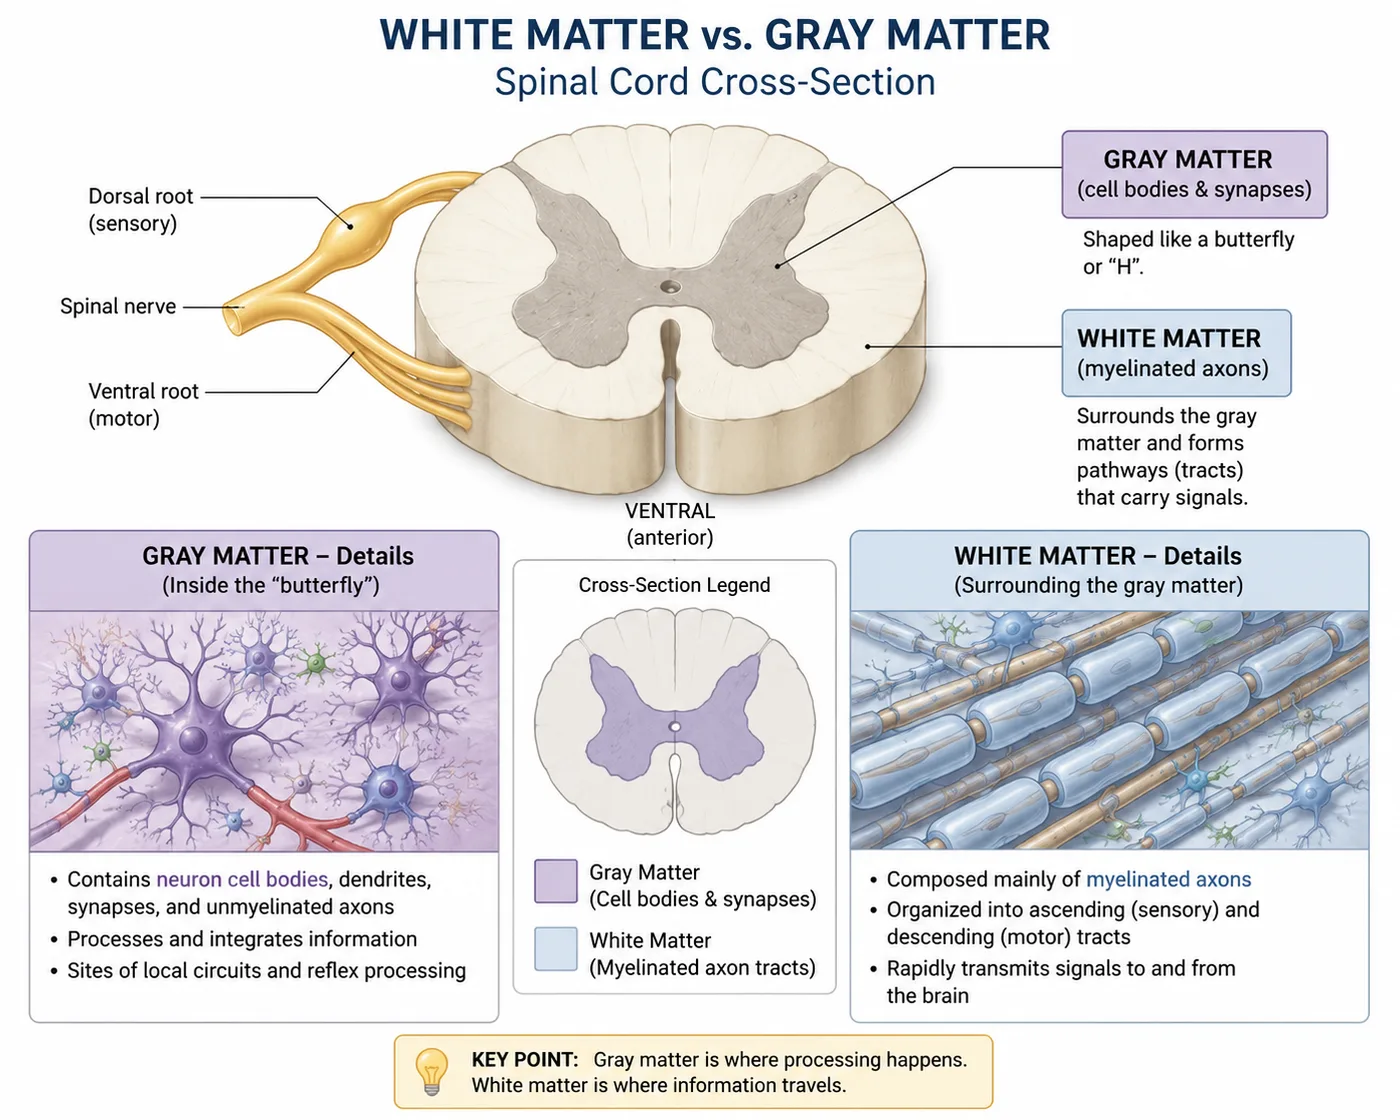 WHITE MATTER vs. GRAY MATTER
Spinal Cord Cross-Section
Dorsal root
(sensory)
Spinal nerve
Ventral root
(motor)
GRAY MATTER
(cell bodies & synapses)
Shaped like a butterfly
or “H”.
WHITE MATTER
(myelinated axons)
Surrounds the gray
matter and forms
pathways (tracts)
that carry signals.
VENTRAL
(anterior)
GRAY MATTER – Details
(Inside the “butterfly”)
• Contains neuron cell bodies, dendrites,
synapses, and unmyelinated axons
• Processes and integrates information
• Sites of local circuits and reflex processing
Cross-Section Legend
Gray Matter
(Cell bodies & synapses)
White Matter
(Myelinated axon tracts)
WHITE MATTER – Details
(Surrounding the gray matter)
• Composed mainly of myelinated axons
• Organized into ascending (sensory) and
descending (motor) tracts
• Rapidly transmits signals to and from
the brain
KEY POINT: Gray matter is where processing happens.
White matter is where information travels.